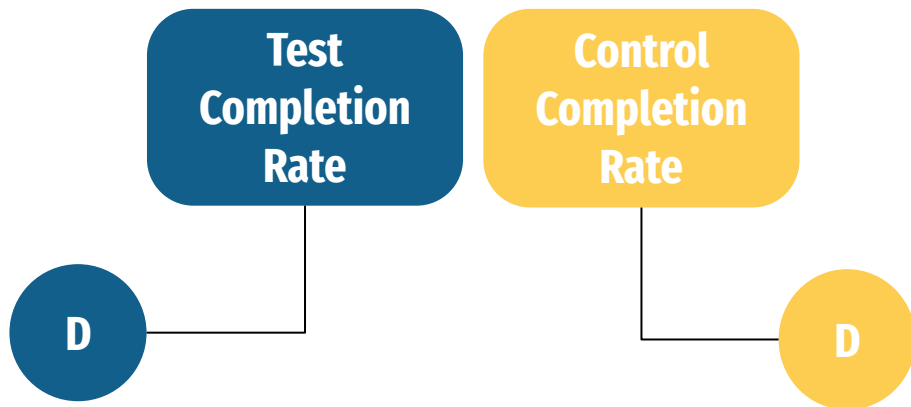 Test
Completion
Rate
Control
Completion
Rate
D
D